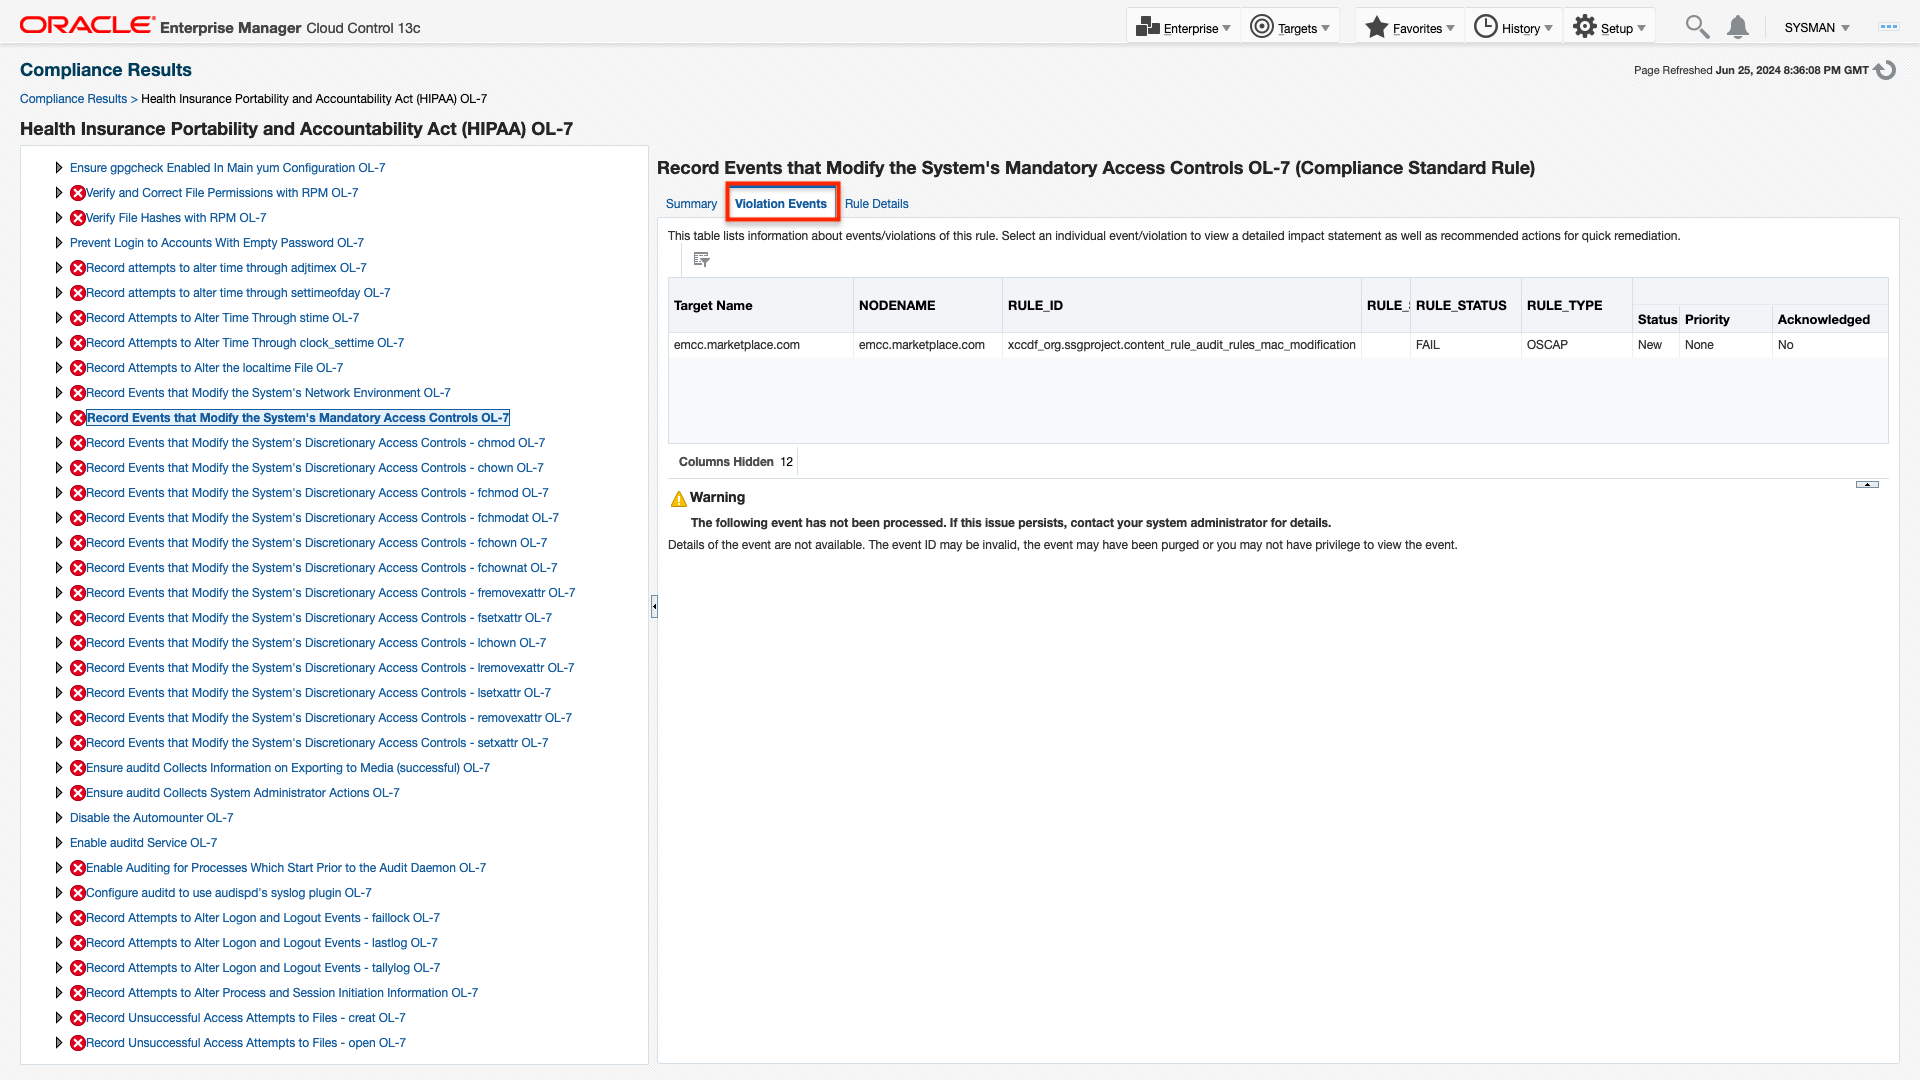 ORACLE Enterprise Manager Cloud Control 13c
Enterprise Targets Favorites History Setup SYSMAN
Compliance Results
Page Refreshed Jun 25, 2024 8:36:08 PM GMT
Compliance Results > Health Insurance Portability and Accountability Act (HIPAA) OL-7
Health Insurance Portability and Accountability Act (HIPAA) OL-7
Ensure gpgcheck Enabled In Main yum Configuration OL-7
Verify and Correct File Permissions with RPM OL-7
Verify File Hashes with RPM OL-7
Prevent Login to Accounts With Empty Password OL-7
Record attempts to alter time through adjtimex OL-7
Record attempts to alter time through settimeofday OL-7
Record Attempts to Alter Time Through stime OL-7
Record Attempts to Alter Time Through clock_settime OL-7
Record Attempts to Alter the localtime File OL-7
Record Events that Modify the System's Network Environment OL-7
Record Events that Modify the System's Mandatory Access Controls OL-7
Record Events that Modify the System's Discretionary Access Controls - chmod OL-7
Record Events that Modify the System's Discretionary Access Controls - chown OL-7
Record Events that Modify the System's Discretionary Access Controls - fchmod OL-7
Record Events that Modify the System's Discretionary Access Controls - fchmodat OL-7
Record Events that Modify the System's Discretionary Access Controls - fchown OL-7
Record Events that Modify the System's Discretionary Access Controls - fchownat OL-7
Record Events that Modify the System's Discretionary Access Controls - fremovexattr OL-7
Record Events that Modify the System's Discretionary Access Controls - fsetxattr OL-7
Record Events that Modify the System's Discretionary Access Controls - lchown OL-7
Record Events that Modify the System's Discretionary Access Controls - lremovexattr OL-7
Record Events that Modify the System's Discretionary Access Controls - lsetxattr OL-7
Record Events that Modify the System's Discretionary Access Controls - removexattr OL-7
Record Events that Modify the System's Discretionary Access Controls - setxattr OL-7
Ensure auditd Collects Information on Exporting to Media (successful) OL-7
Ensure auditd Collects System Administrator Actions OL-7
Disable the Automounter OL-7
Enable auditd Service OL-7
Enable Auditing for Processes Which Start Prior to the Audit Daemon OL-7
Configure auditd to use audispd's syslog plugin OL-7
Record Attempts to Alter Logon and Logout Events - faillock OL-7
Record Attempts to Alter Logon and Logout Events - lastlog OL-7
Record Attempts to Alter Logon and Logout Events - tallylog OL-7
Record Attempts to Alter Process and Session Initiation Information OL-7
Record Unsuccessful Access Attempts to Files - creat OL-7
Record Unsuccessful Access Attempts to Files - open OL-7
Record Events that Modify the System's Mandatory Access Controls OL-7 (Compliance Standard Rule)
Summary Violation Events Rule Details
This table lists information about events/violations of this rule. Select an individual event/violation to view a detailed impact statement as well as recommended actions for quick remediation.
Target Name NODENAME RULE_ID RULE_ RULE_STATUS RULE_TYPE Status Priority Acknowledged
emcc.marketplace.com emcc.marketplace.com xccdf_org.ssgproject.content_rule_audit_rules_mac_modification FAIL OSCAP New None No
Columns Hidden 12
Warning
The following event has not been processed. If this issue persists, contact your system administrator for details.
Details of the event are not available. The event ID may be invalid, the event may have been purged or you may not have privilege to view the event.